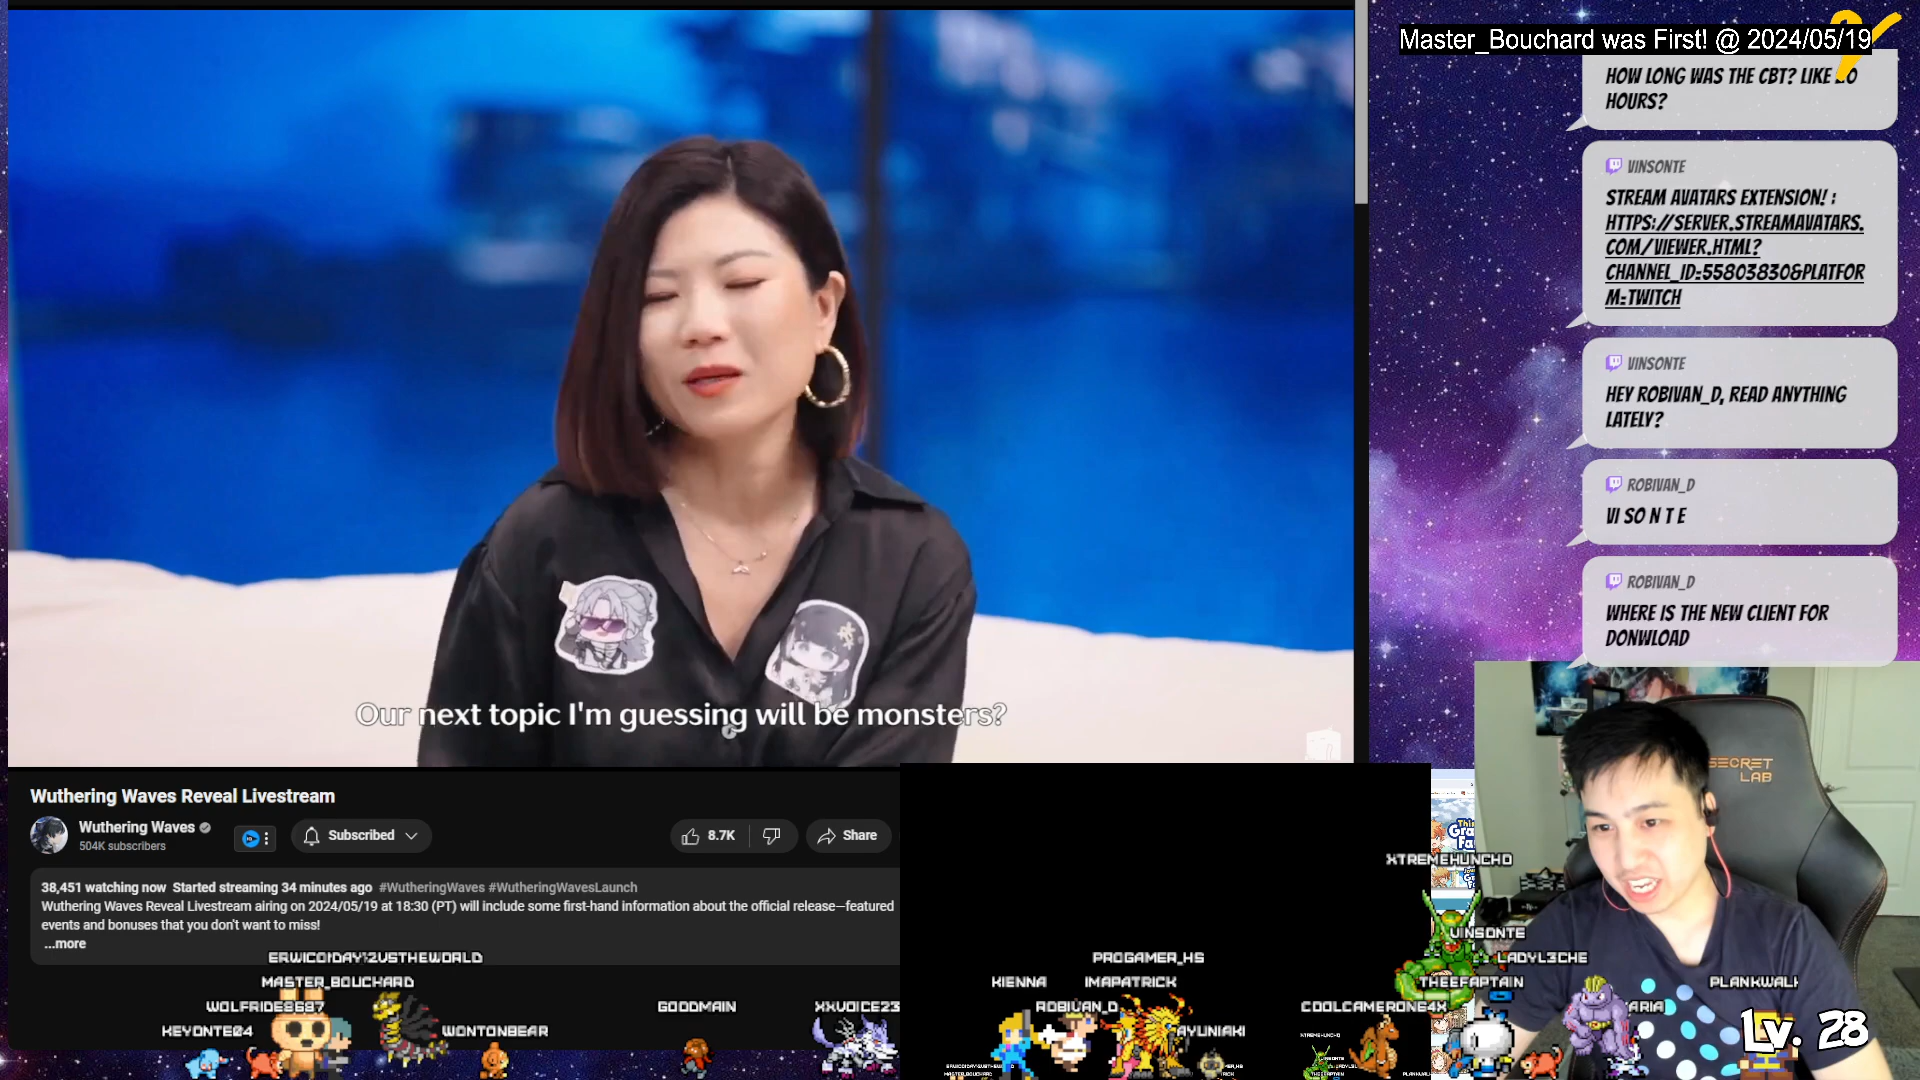 Master_Bouchard was First! @ 2024/05/19
HOW LONG WAS THE CBT? LIKE
HOURS?
VINSONTE
STREAM AVATARS EXTENSION! :
HTTPS://SERVER.STREAMAVATARS.
COM/VIEWER.HTML?
CHANNEL_ID=55803830&PLATFOR
M=TWITCH
VINSONTE
HEY ROBIVAN_D, READ ANYTHING
LATELY?
ROBIVAN_D
VI SO N T E
ROBIVAN_D
WHERE IS THE NEW CLIENT FOR
DONWLOAD
Our next topic I'm guessing will be monsters?
SECRET
LAB
Wuthering Waves Reveal Livestream
Wuthering Waves
504K subscribers
Subscribed
8.7K
Share
38,451 watching now Started streaming 34 minutes ago #WutheringWaves #WutheringWavesLaunch
Wuthering Waves Reveal Livestream airing on 2024/05/19 at 18:30 (PT) will include some first-hand information about the official release—featured
events and bonuses that you don't want to miss!
...more
XTREMEHUNCHO
VINSONTE
LADYL3CHE
THEEFAPTAIN
PLANKWALK
MASTER_BOUCHARD
WOLFRIDE8687
KEYONTE04
WONTONBEAR
GOODMAIN
XXVOICE23
PROGAMER_HS
KIENNA
IMAPATRICK
ROBIVAN_D
AYUNIAKI
COOLCAMERON64X
ARIA
Lv. 28